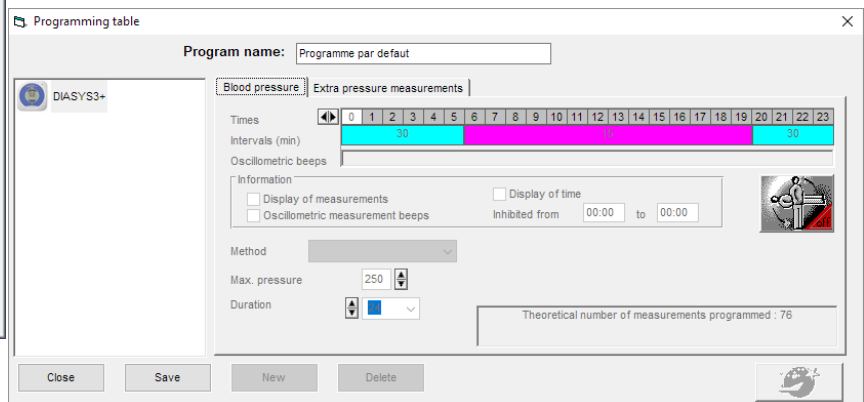 Programming table
Program name: Programme par defaut
DIASYS3+
Blood pressure Extra pressure measurements
Times 0 1 2 3 4 5 6 7 8 9 10 11 12 13 14 15 16 17 18 19 20 21 22 23
Intervals (min) 30 15 30
Oscillometric beeps
Information
Display of measurements Display of time
Oscillometric measurement beeps Inhibited from 00:00 to 00:00
off
Method
Max. pressure 250
Duration 24
Theoretical number of measurements programmed : 76
Close Save New Delete